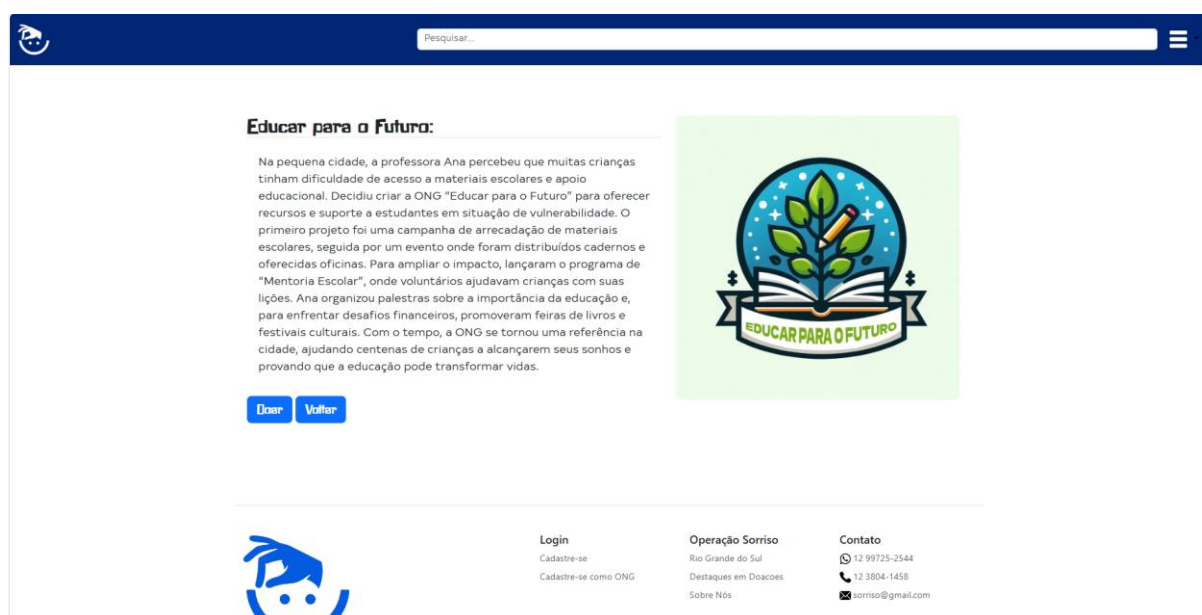 Pesquisar...
Educar para o Futuro:
Na pequena cidade, a professora Ana percebeu que muitas crianças
tinham dificuldade de acesso a materiais escolares e apoio
educacional. Decidiu criar a ONG "Educar para o Futuro" para oferecer
recursos e suporte a estudantes em situação de vulnerabilidade. O
primeiro projeto foi uma campanha de arrecadação de materiais
escolares, seguida por um evento onde foram distribuídos cadernos e
oferecidas oficinas. Para ampliar o impacto, lançaram o programa de
"Mentoria Escolar", onde voluntários ajudavam crianças com suas
lições. Ana organizou palestras sobre a importância da educação e,
para enfrentar desafios financeiros, promoveram feiras de livros e
festivais culturais. Com o tempo, a ONG se tornou uma referência na
cidade, ajudando centenas de crianças a alcançarem seus sonhos e
provando que a educação pode transformar vidas.
Doar Voltar
EDUCAR PARA O FUTURO
Login
Cadastre-se
Cadastre-se como ONG
Operação Sorriso
Rio Grande do Sul
Destaques em Doacoes
Sobre Nós
Contato
12 99725-2544
12 3804-1458
sorriso@gmail.com